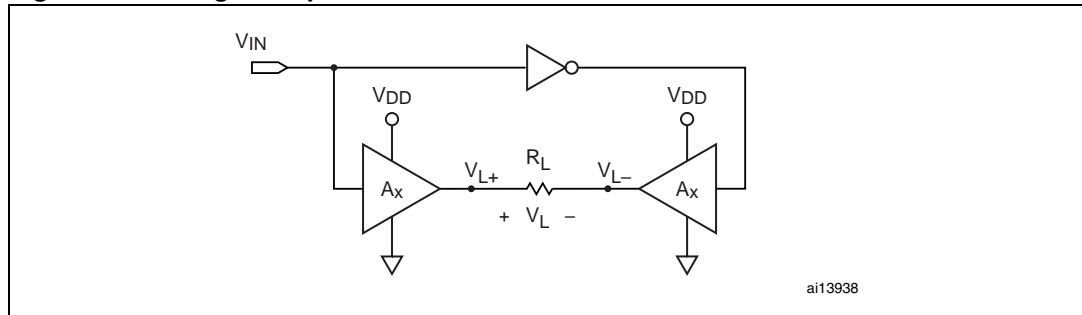 VIN
VDD
VDD
RL
VL+
VL–
Ax
Ax
+ VL –
ai13938